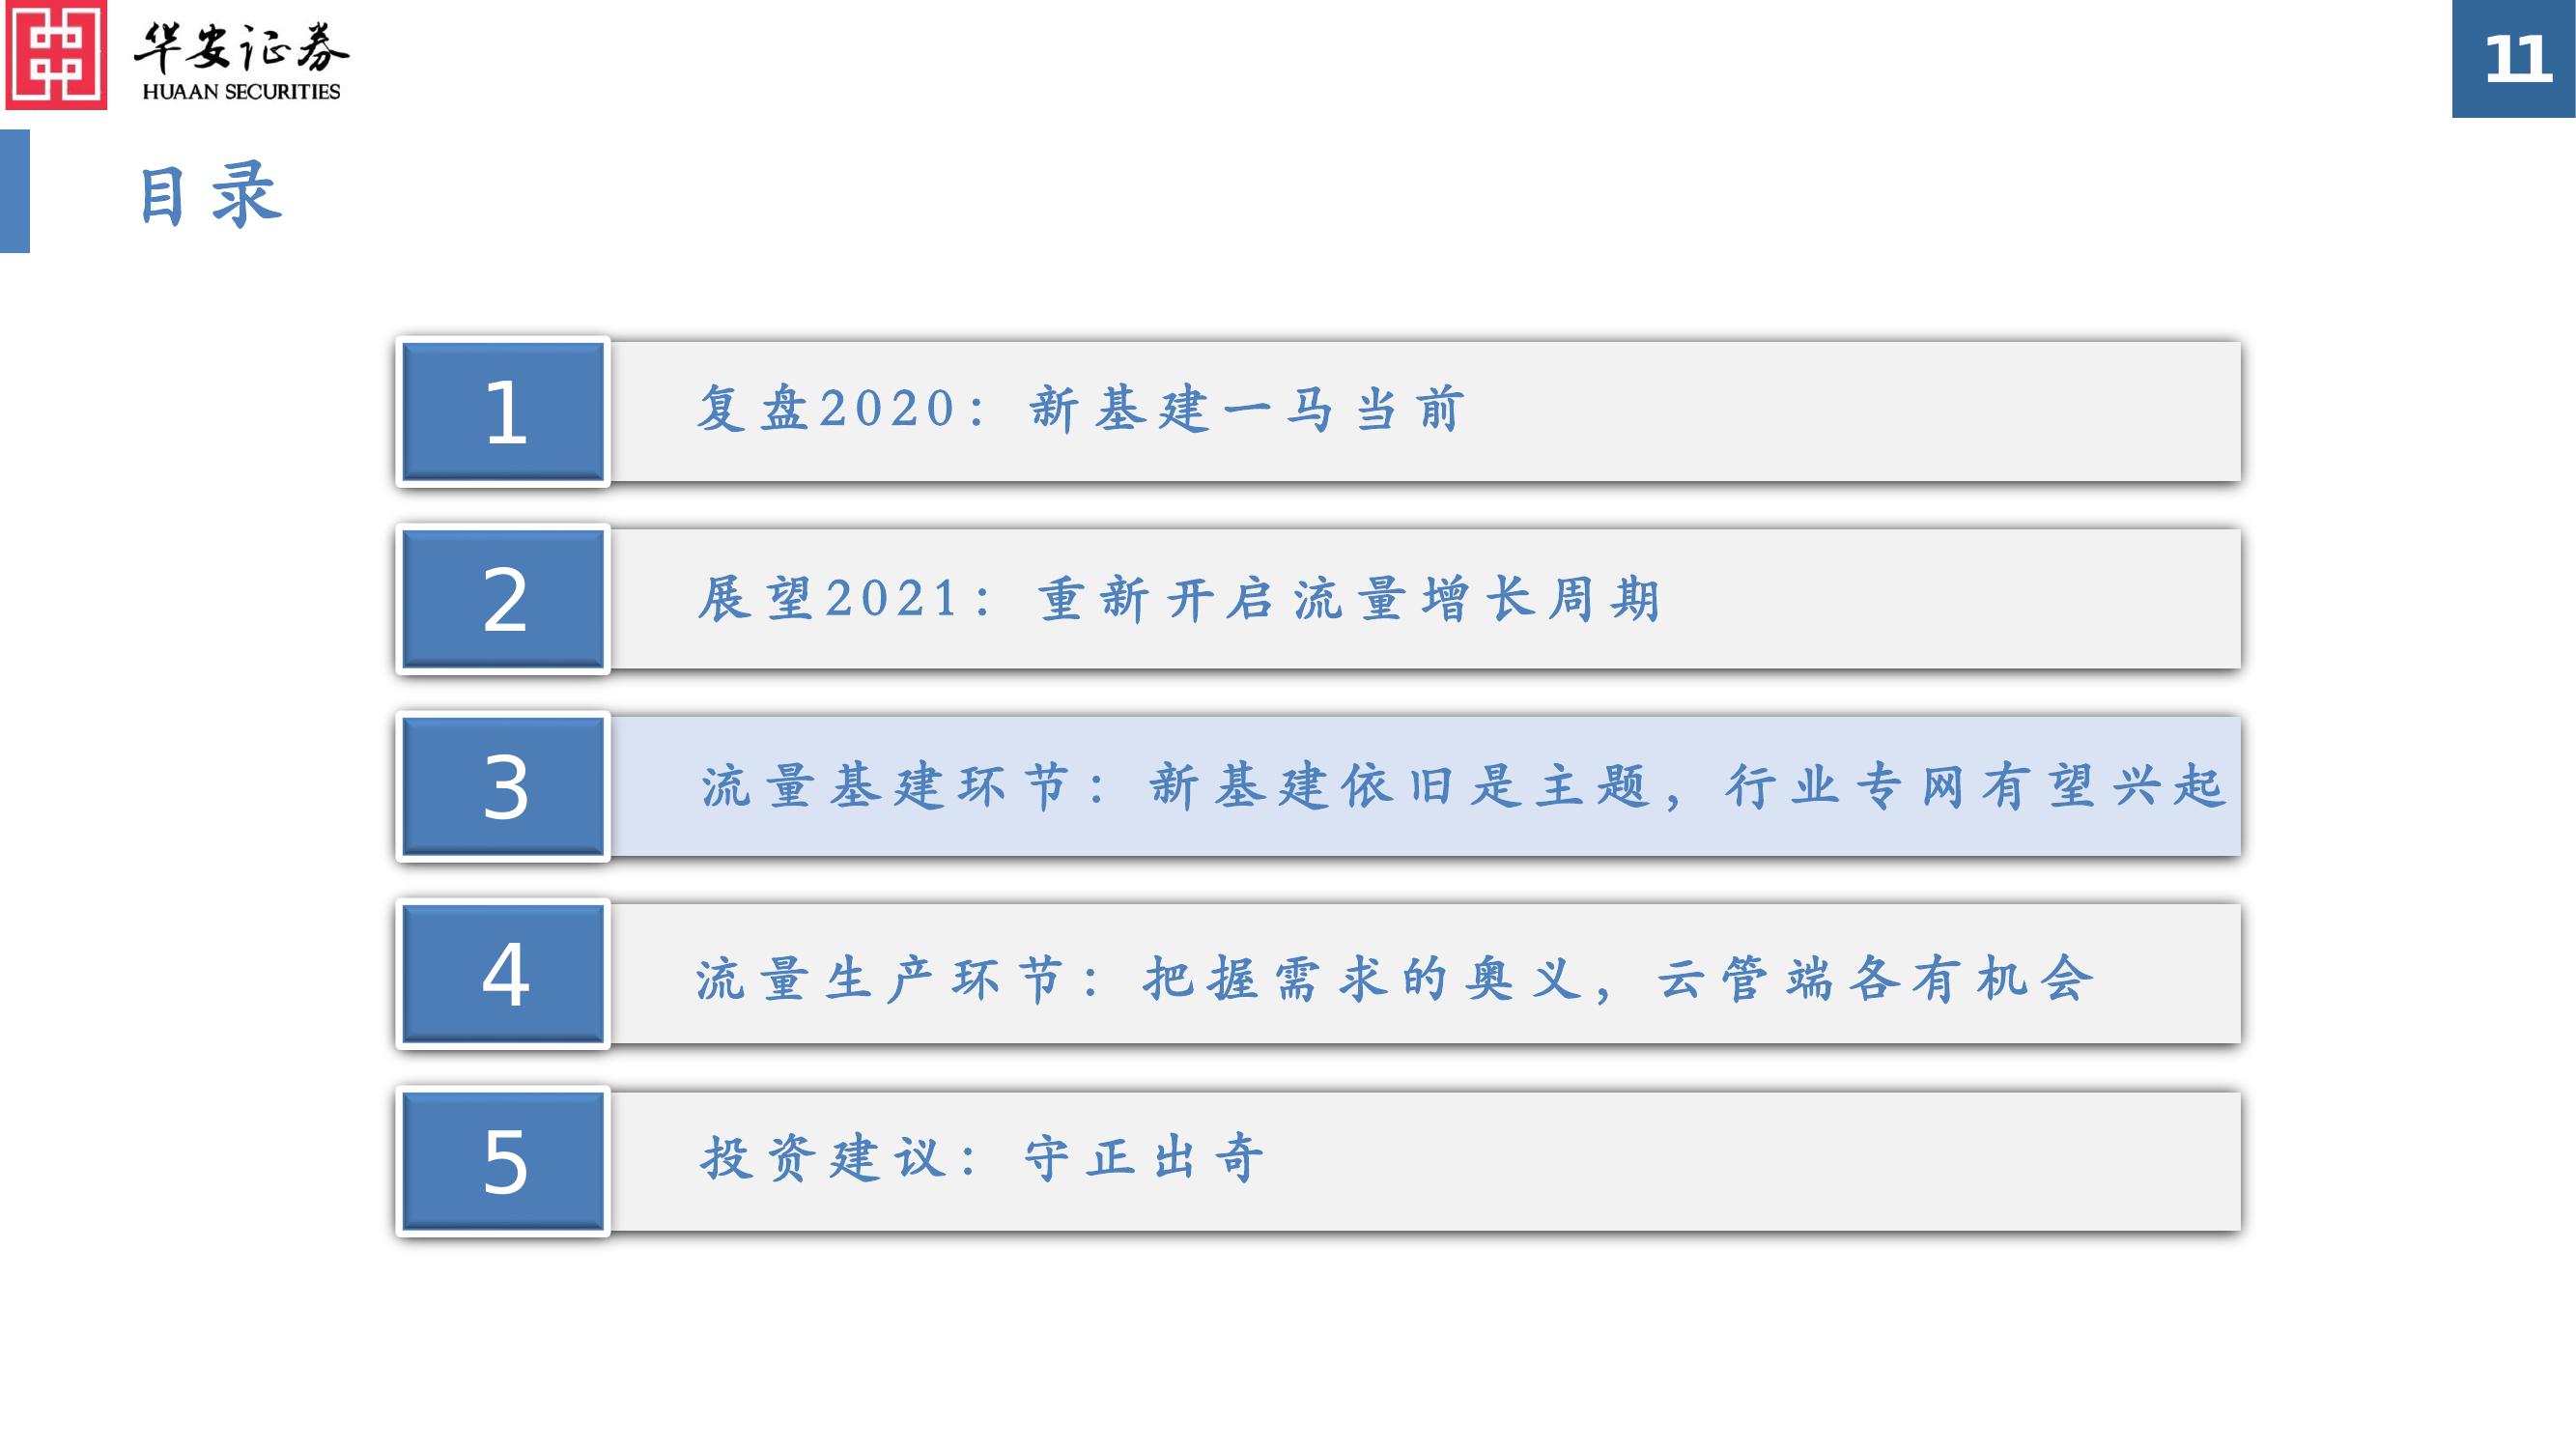 华安证券
HUAAN SECURITIES
11
目录
1 复盘2020：新基建一马当前
2 展望2021：重新开启流量增长周期
3 流量基建环节：新基建依旧是主题，行业专网有望兴起
4 流量生产环节：把握需求的奥义，云管端各有机会
5 投资建议：守正出奇